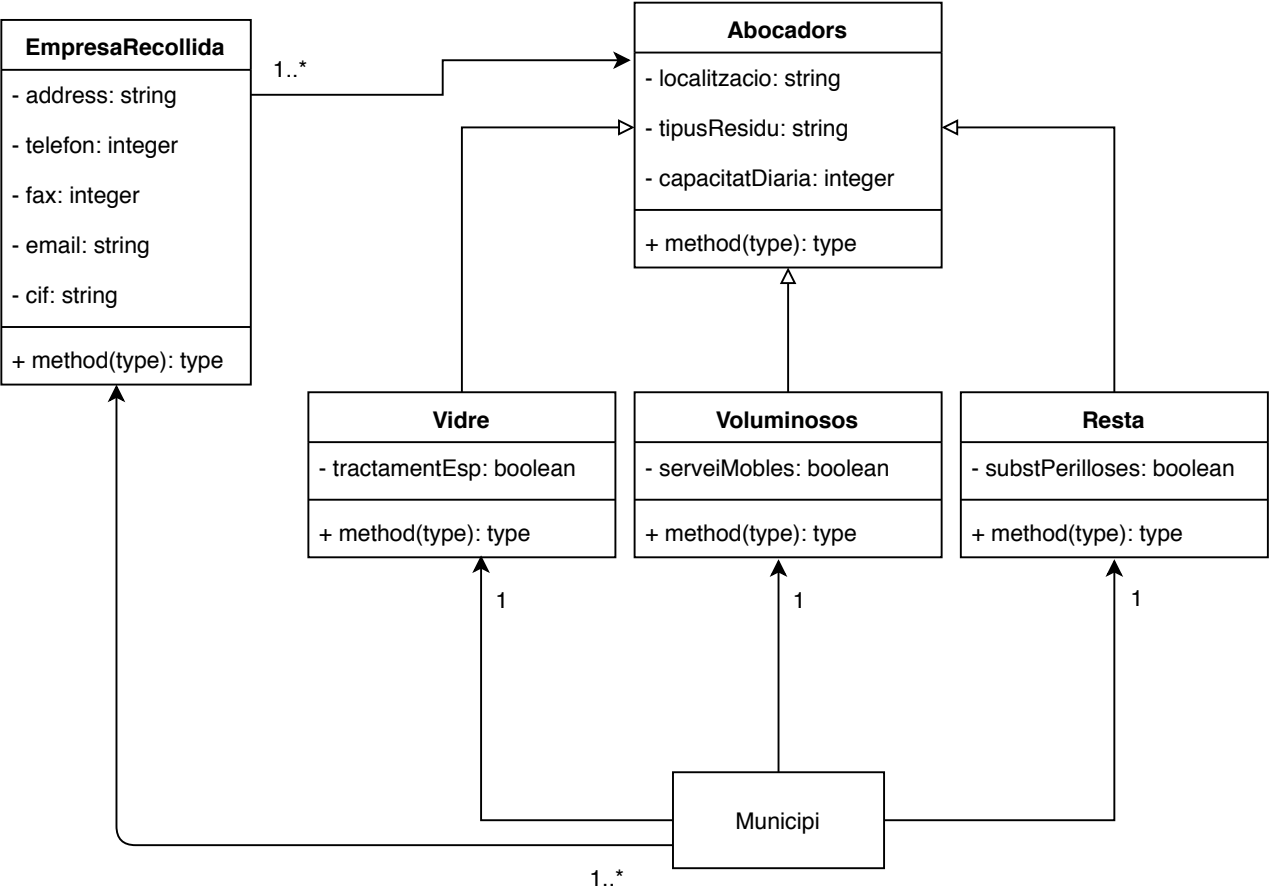 EmpresaRecollida
- address: string
- telefon: integer
- fax: integer
- email: string
- cif: string
+ method(type): type
1..*
Abocadors
- localitzacio: string
- tipusResidu: string
- capacitatDiaria: integer
+ method(type): type
Vidre
- tractamentEsp: boolean
+ method(type): type
Voluminosos
- serveiMobles: boolean
+ method(type): type
Resta
- substPerilloses: boolean
+ method(type): type
1
1
1
Municipi
1..*